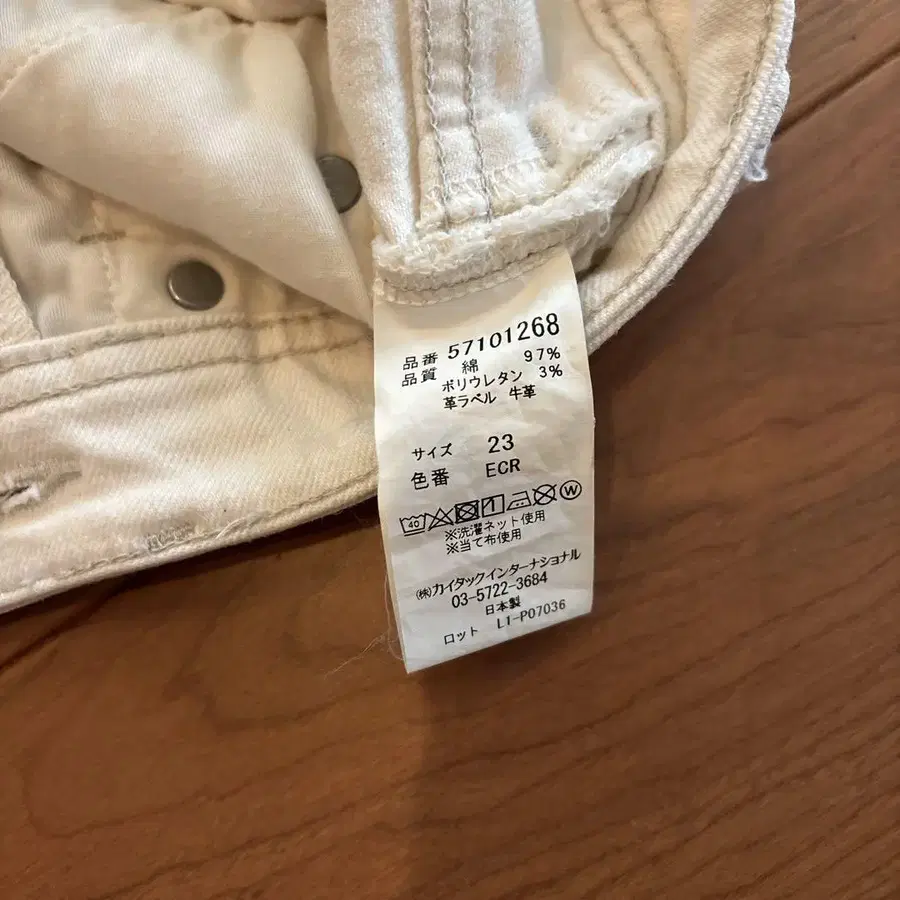 品番 57101268
品質 綿 97%
ポリウレタン 3%
革ラベル 牛革
サイズ 23
色番 ECR
40 W
※洗濯ネット使用
※当て布使用
(株)カイタックインターナショナル
03-5722-3684
日本製
ロット L1-P07036